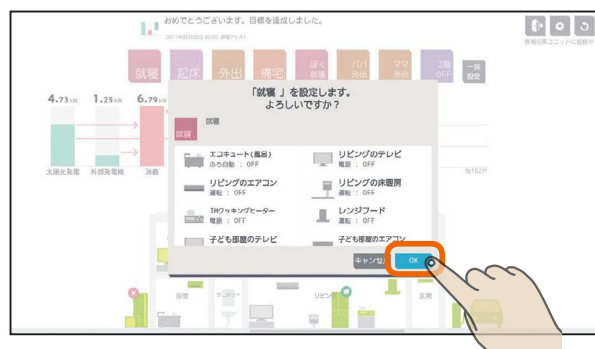 おめでとうございます。目標を達成しました。
就寝 起床 外出 帰宅 ぼく 就寝 パパ 外出 ママ 外出 2階 OFF 一括 設定
4.73kW 1.25kW 6.79kW
太陽光発電 外部発電機 消費
「就寝 」を設定します。
よろしいですか？
就寝
就寝
エコキュート(風呂)
ふろ自動 : OFF
リビングのテレビ
電源 : OFF
リビングのエアコン
運転 : OFF
リビングの床暖房
運転 : OFF
IHクッキングヒーター
電源 : OFF
レンジフード
運転 : OFF
子ども部屋のテレビ
子ども部屋のエアコン
OK
浴室
リビング
玄関